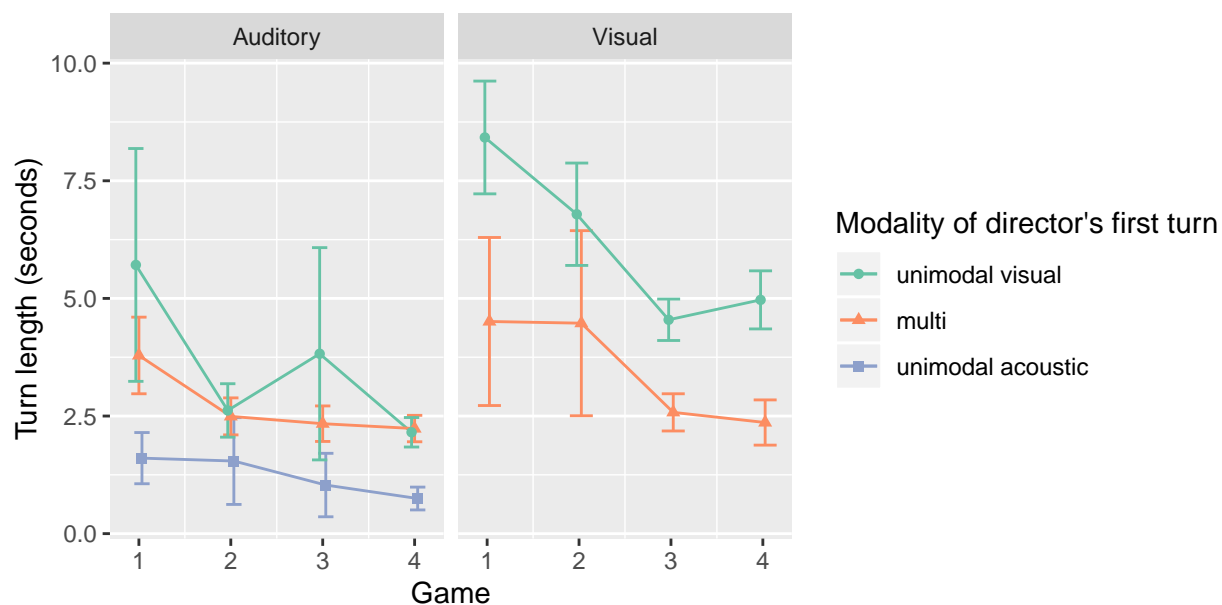 Auditory
Visual
10.0
7.5
5.0
2.5
0.0
Turn length (seconds)
1 2 3 4
1 2 3 4
Game
Modality of director's first turn
unimodal visual
multi
unimodal acoustic